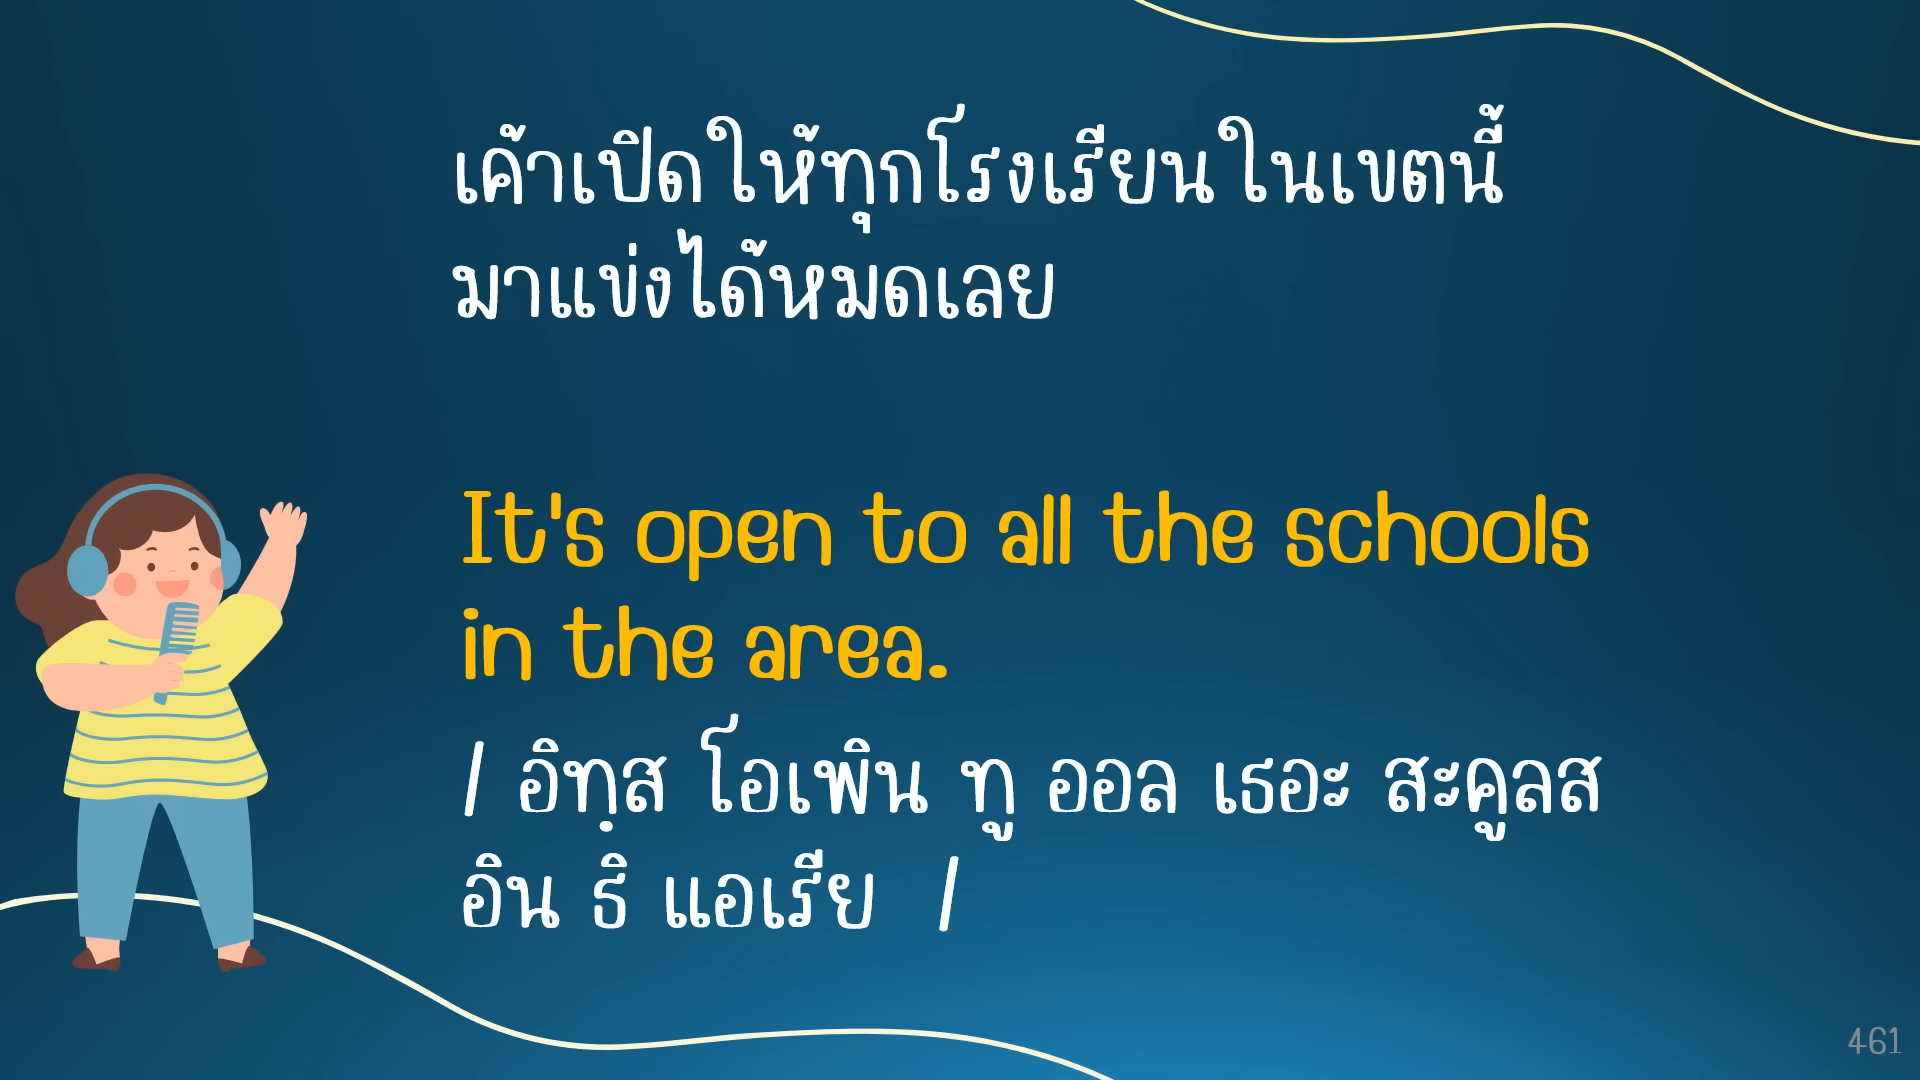 เค้าเปิดให้ทุกโรงเรียนในเขตนี้
มาแข่งได้หมดเลย
It's open to all the schools
in the area.
/ อิทฺส โอเพิน ทู ออล เธอะ สะคูลส
อิน ธิ แอเรีย /
461